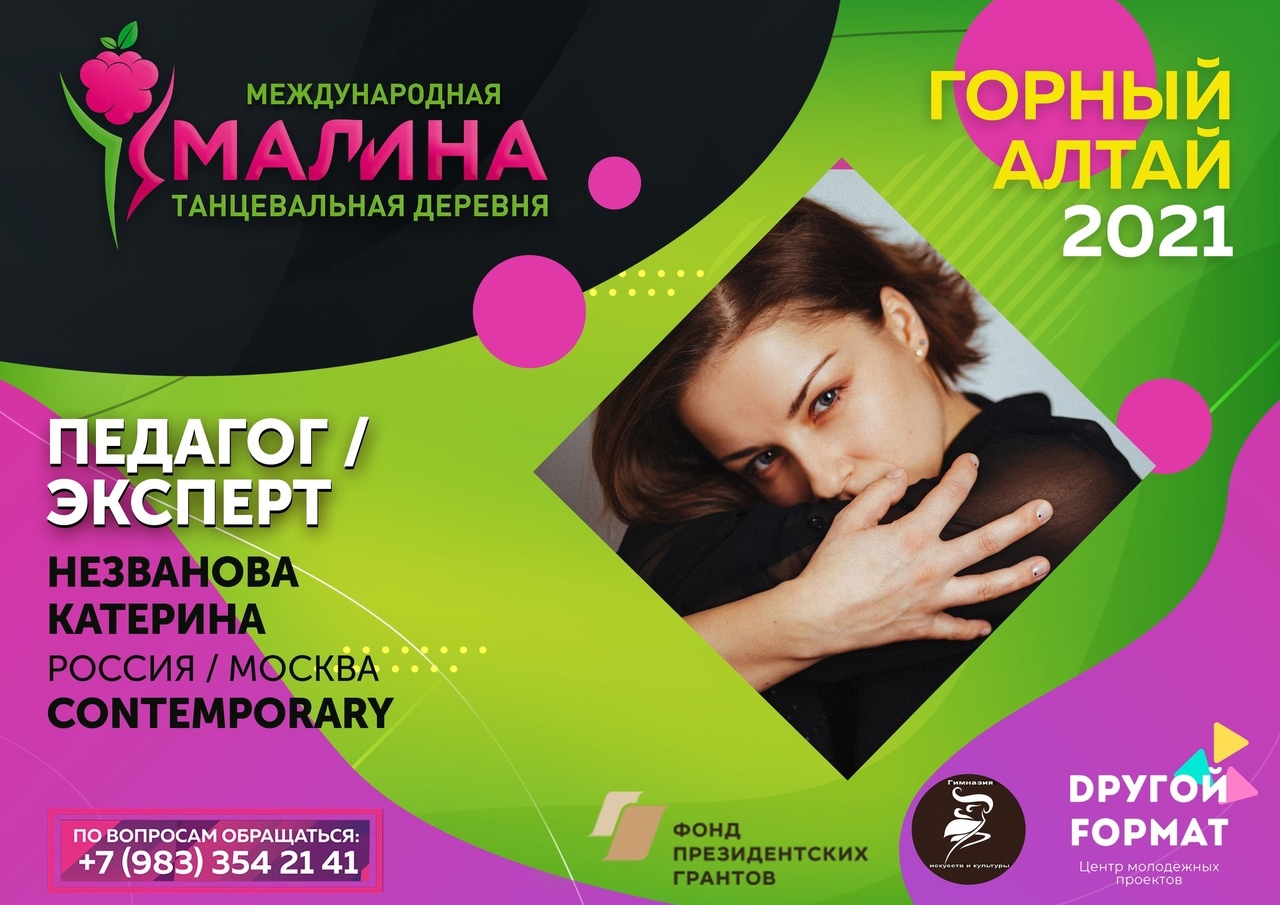 МЕЖДУНАРОДНАЯ
МАЛИНА
ТАНЦЕВАЛЬНАЯ ДЕРЕВНЯ
ГОРНЫЙ
АЛТАЙ
2021
ПЕДАГОГ /
ЭКСПЕРТ
НЕЗВАНОВА
КАТЕРИНА
РОССИЯ / МОСКВА
CONTEMPORARY
ПО ВОПРОСАМ ОБРАЩАТЬСЯ:
+7 (983) 354 21 41
ФОНД
ПРЕЗИДЕНТСКИХ
ГРАНТОВ
Гимназия
искусств и культуры
DРУГОЙ
FОРМАТ
Центр молодёжных
проектов